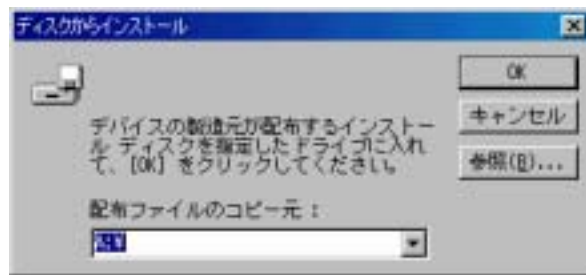 ディスクからインストール
OK
デバイスの製造元が配布するインストー
ル ディスクを指定したドライブに入れ
て、[OK] をクリックしてください。
キャンセル
参照(R)...
配布ファイルのコピー元：